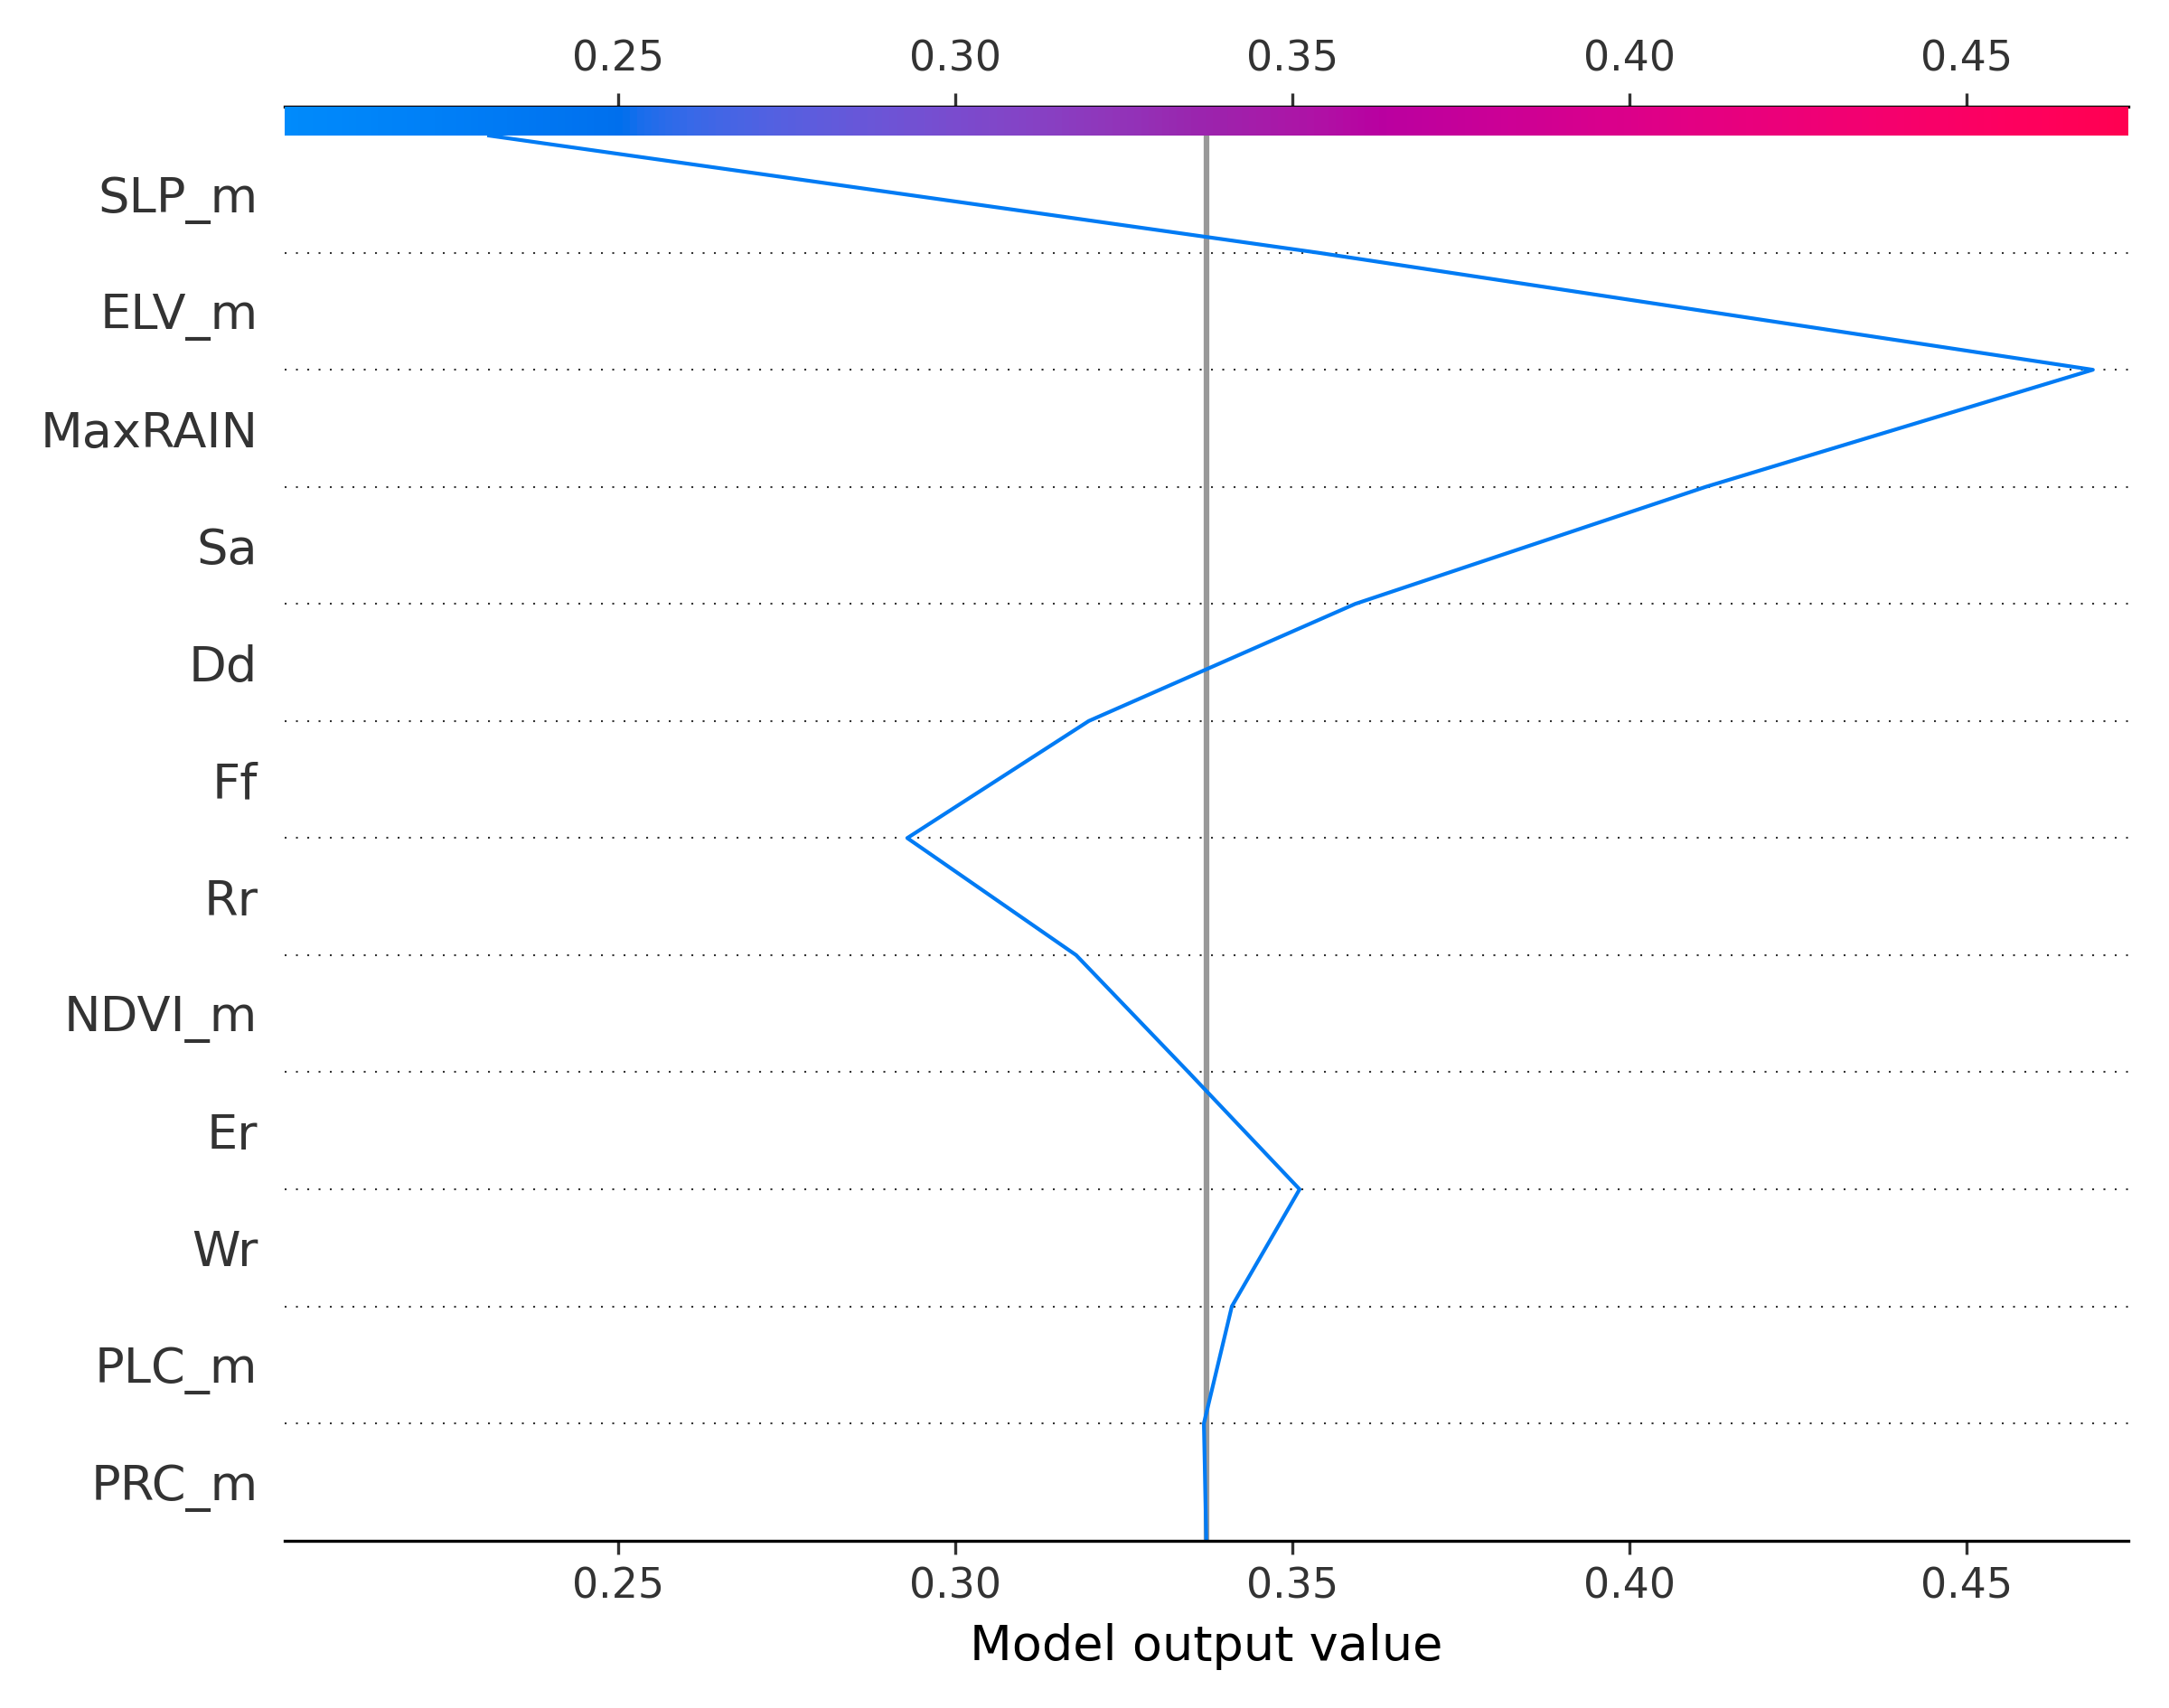 0.25 0.30 0.35 0.40 0.45
SLP_m
ELV_m
MaxRAIN
Sa
Dd
Ff
Rr
NDVI_m
Er
Wr
PLC_m
PRC_m
0.25 0.30 0.35 0.40 0.45
Model output value